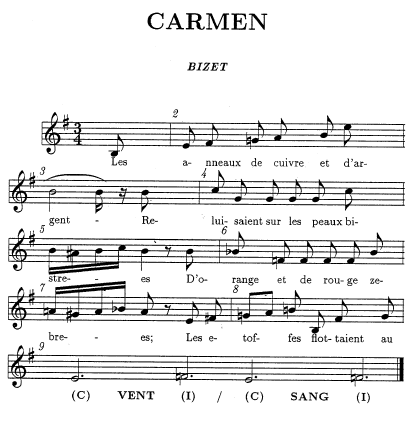 CARMEN
BIZET
3
4
2
Les a- nneaux de cuivre et d'ar-
3 4
gent - Re- lui- saient sur les peaux bi-
5 6
stre- es D'o- range et de rou- ge ze-
7 8
bre- es; Les e- tof- fes flot- taient au
9
(C) VENT (I) / (C) SANG (I)